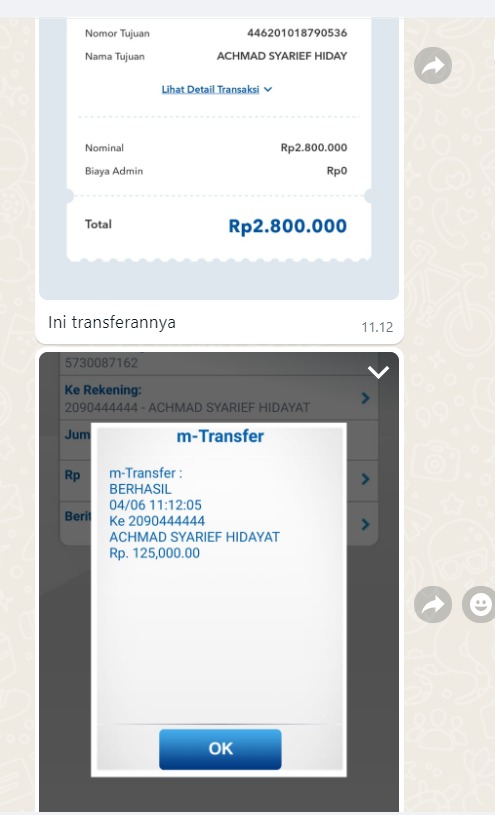 Nomor Tujuan 446201018790536
Nama Tujuan ACHMAD SYARIEF HIDAY
Lihat Detail Transaksi
Nominal Rp2.800.000
Biaya Admin Rp0
Total Rp2.800.000
Ini transferannya
11.12
5730087162
Ke Rekening:
2090444444 - ACHMAD SYARIEF HIDAYAT
Jum
Rp
Berit
m-Transfer
m-Transfer :
BERHASIL
04/06 11:12:05
Ke 2090444444
ACHMAD SYARIEF HIDAYAT
Rp. 125,000.00
OK